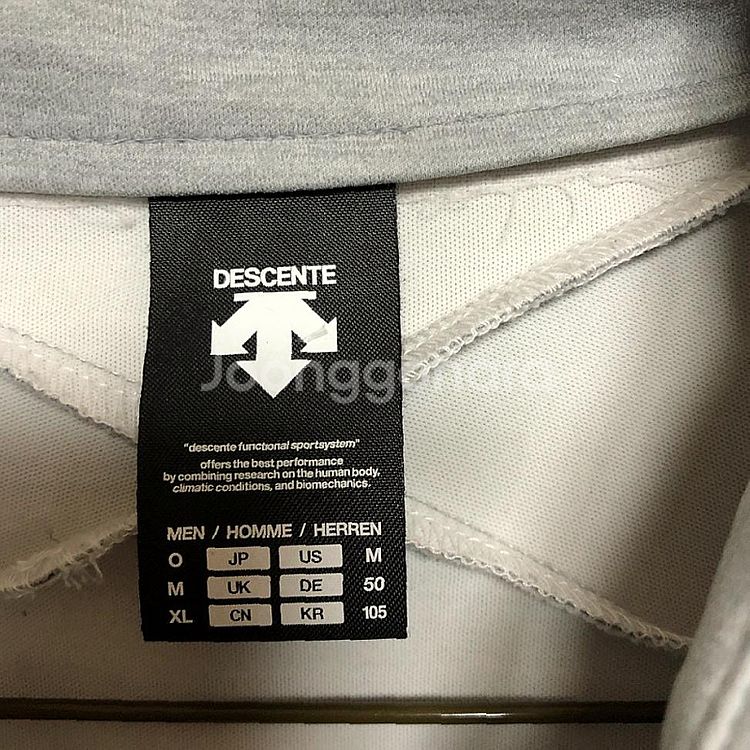 DESCENTE
Joonggonara
"descente functional sportsystem"
offers the best performance
by combining research on the human body,
climatic conditions, and biomechanics.
MEN / HOMME / HERREN
O JP US M
M UK DE 50
XL CN KR 105